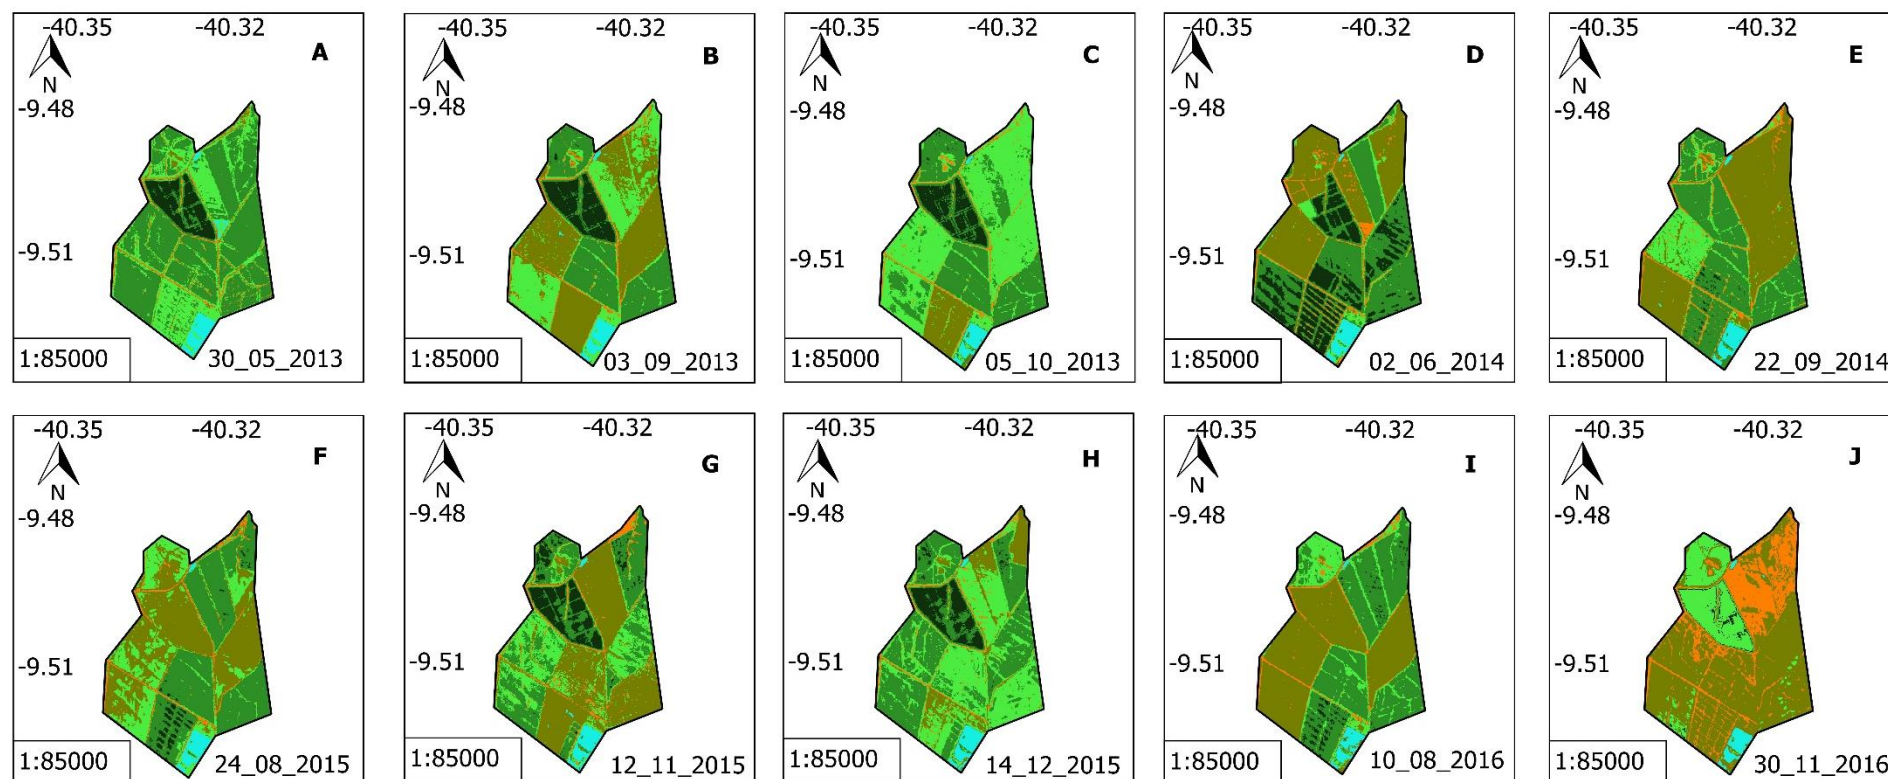 -40.35 -40.32
A
N
-9.48
-9.51
1:85000 30_05_2013
-40.35 -40.32
B
N
-9.48
-9.51
1:85000 03_09_2013
-40.35 -40.32
C
N
-9.48
-9.51
1:85000 05_10_2013
-40.35 -40.32
D
N
-9.48
-9.51
1:85000 02_06_2014
-40.35 -40.32
E
N
-9.48
-9.51
1:85000 22_09_2014
-40.35 -40.32
F
N
-9.48
-9.51
1:85000 24_08_2015
-40.35 -40.32
G
N
-9.48
-9.51
1:85000 12_11_2015
-40.35 -40.32
H
N
-9.48
-9.51
1:85000 14_12_2015
-40.35 -40.32
I
N
-9.48
-9.51
1:85000 10_08_2016
-40.35 -40.32
J
N
-9.48
-9.51
1:85000 30_11_2016